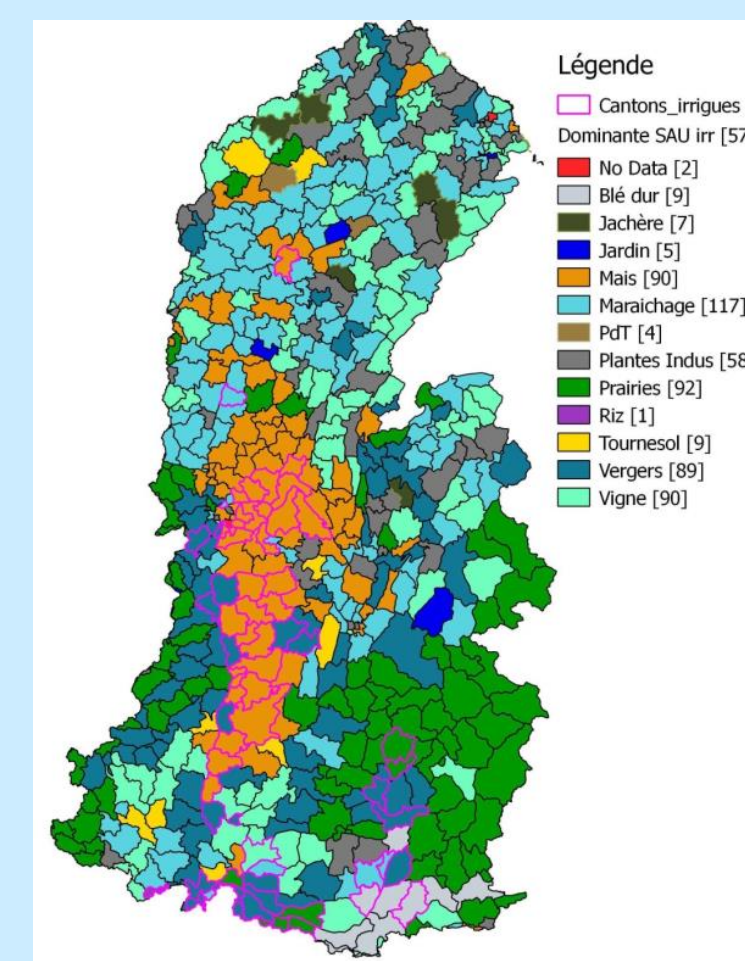 Légende
Cantons_irrigues
Dominante SAU irr [57
No Data [2]
Blé dur [9]
Jachère [7]
Jardin [5]
Mais [90]
Maraichage [117]
PdT [4]
Plantes Indus [58
Prairies [92]
Riz [1]
Tournesol [9]
Vergers [89]
Vigne [90]